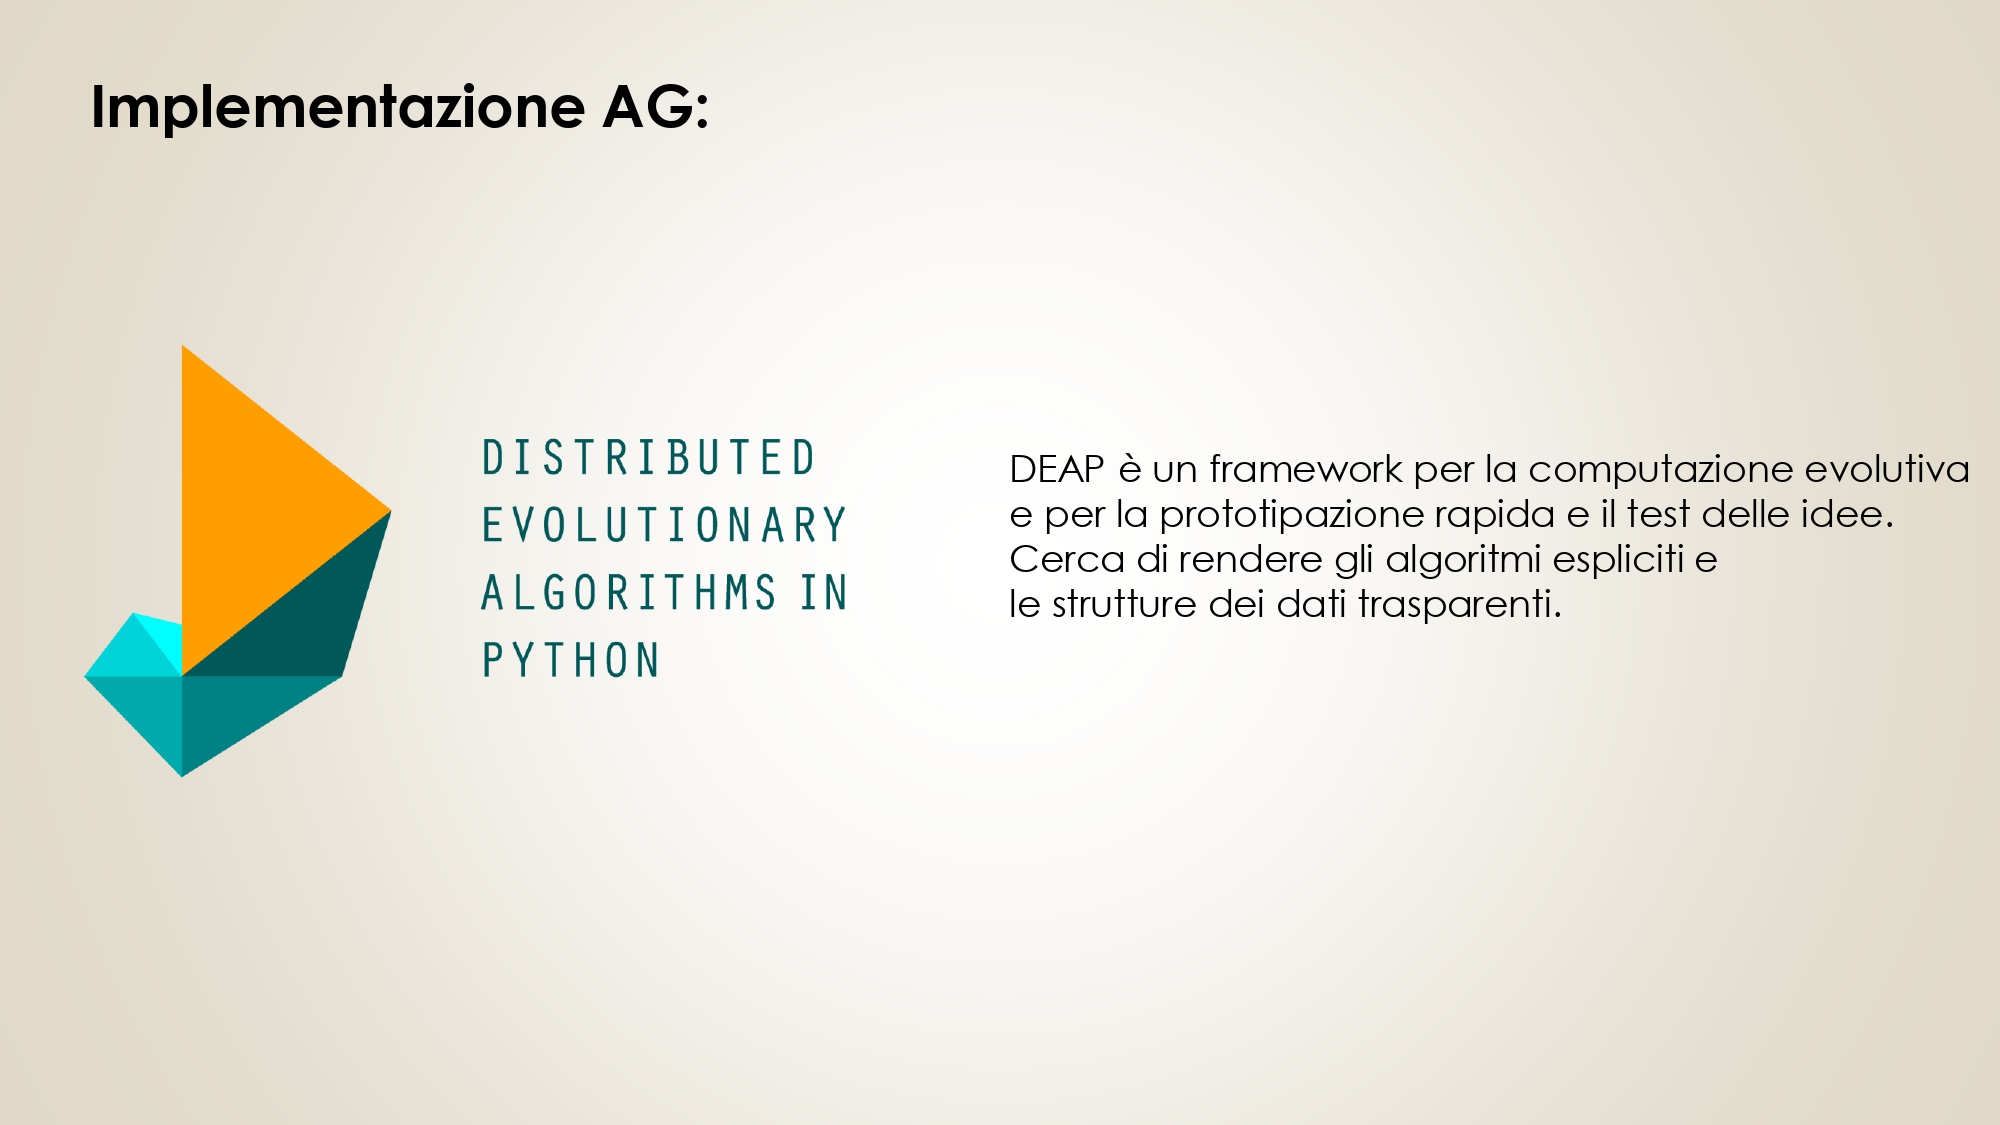 Implementazione AG:
DISTRIBUTED
EVOLUTIONARY
ALGORITHMS IN
PYTHON
DEAP è un framework per la computazione evolutiva
e per la prototipazione rapida e il test delle idee.
Cerca di rendere gli algoritmi espliciti e
le strutture dei dati trasparenti.